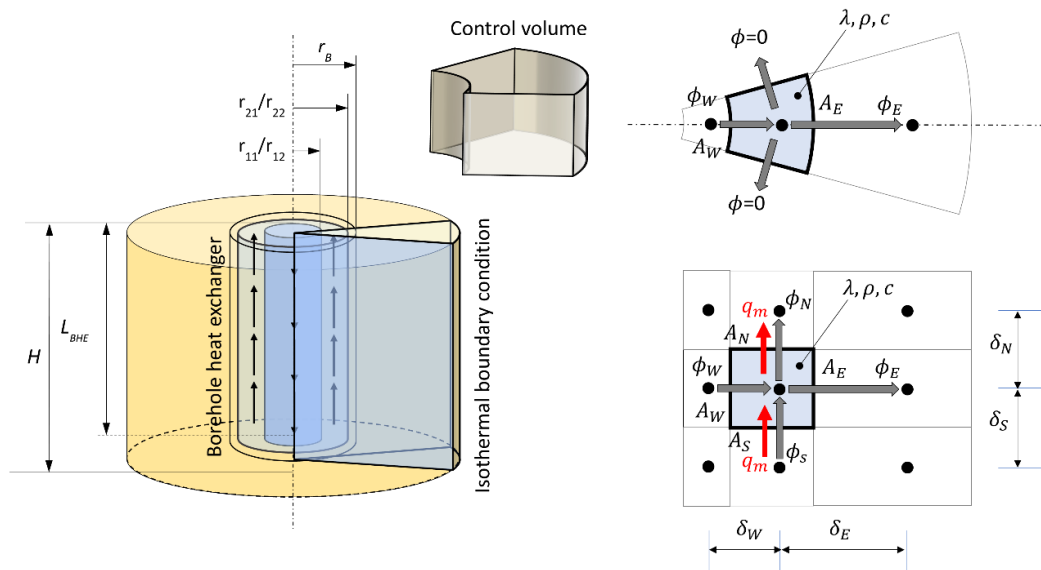 Control volume
r_B
r_21/r_22
r_11/r_12
H
L_BHE
Borehole heat exchanger
Isothermal boundary condition
λ, ρ, c
ϕ=0
ϕ_W
A_E
ϕ_E
A_W
ϕ=0
λ, ρ, c
q_m
ϕ_N
A_N
ϕ_W
A_E
ϕ_E
A_W
A_S
ϕ_S
q_m
δ_N
δ_S
δ_W
δ_E